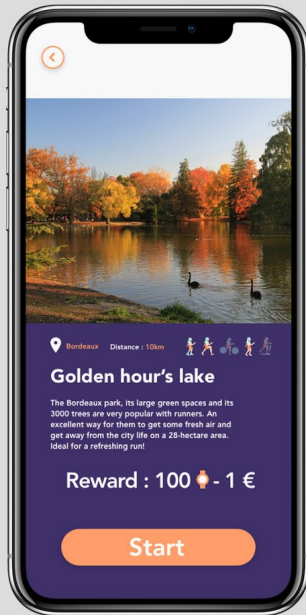 Bordeaux Distance : 10km
Golden hour's lake
The Bordeaux park, its large green spaces and its
3000 trees are very popular with runners. An
excellent way for them to get some fresh air and
get away from the city life on a 28-hectare area.
Ideal for a refreshing run!
Reward : 100 - 1 €
Start